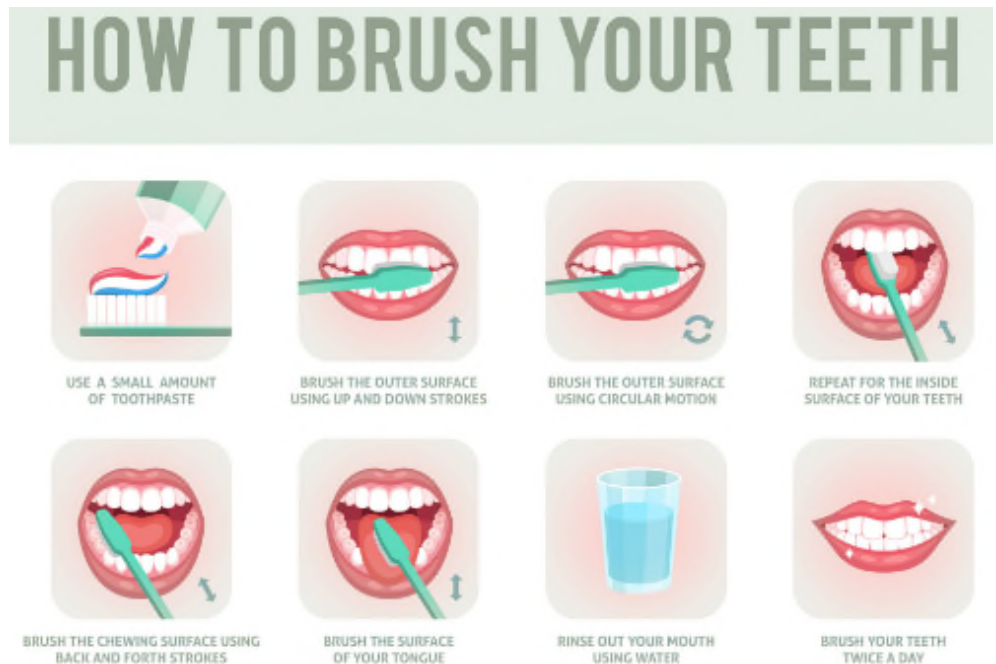 HOW TO BRUSH YOUR TEETH
USE A SMALL AMOUNT
OF TOOTHPASTE
BRUSH THE OUTER SURFACE
USING UP AND DOWN STROKES
BRUSH THE OUTER SURFACE
USING CIRCULAR MOTION
REPEAT FOR THE INSIDE
SURFACE OF YOUR TEETH
BRUSH THE CHEWING SURFACE USING
BACK AND FORTH STROKES
BRUSH THE SURFACE
OF YOUR TONGUE
RINSE OUT YOUR MOUTH
USING WATER
BRUSH YOUR TEETH
TWICE A DAY